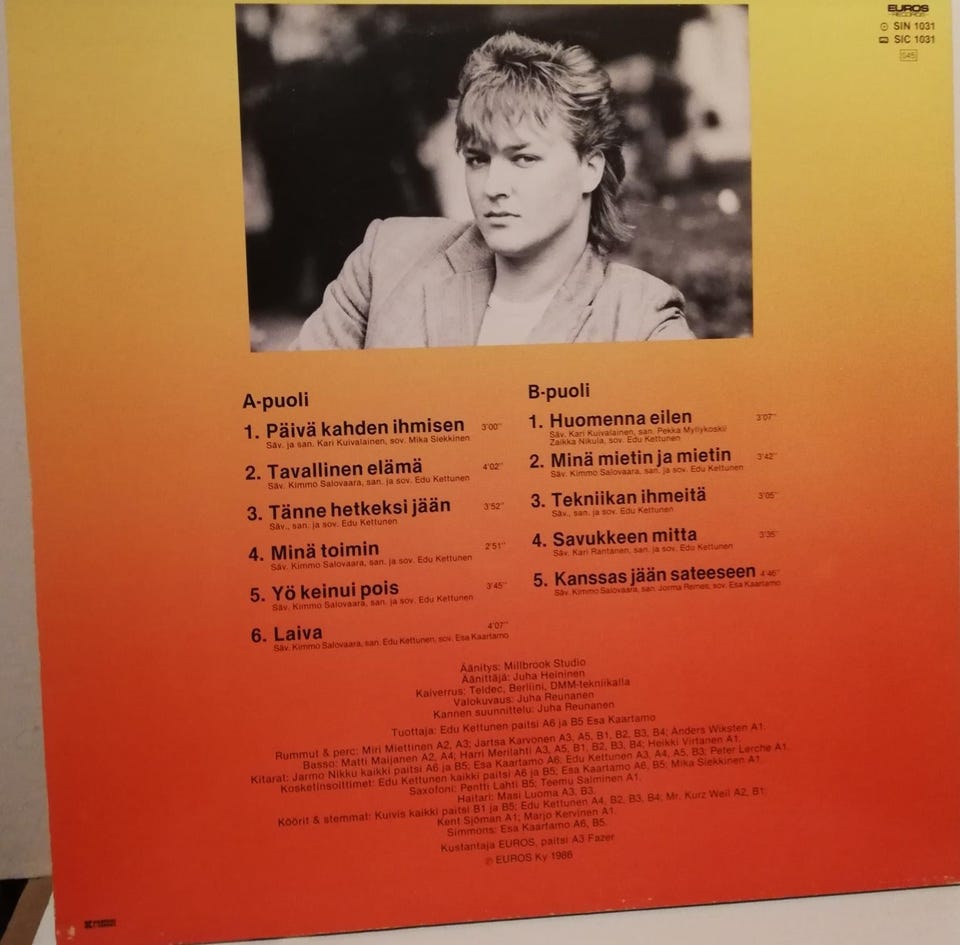 EUROS
RECORDS
SIN 1031
SIC 1031
A-puoli
1. Päivä kahden ihmisen 3'00"
Säv. ja san. Kari Kuivalainen, sov. Mika Siekkinen
2. Tavallinen elämä 4'02"
Säv. Kimmo Salovaara, san. ja sov. Edu Kettunen
3. Tänne hetkeksi jään 3'52"
Säv., san. ja sov. Edu Kettunen
4. Minä toimin 2'51"
Säv. Kimmo Salovaara, san. ja sov. Edu Kettunen
5. Yö keinui pois 3'45"
Säv. Kimmo Salovaara, san. ja sov. Edu Kettunen
6. Laiva 4'07"
Säv. Kimmo Salovaara, san. Edu Kettunen, sov. Esa Kaartamo
B-puoli
1. Huomenna eilen 3'07"
Säv. Kari Kuivalainen, san. Pekka Myllykoski/
Zaikka Nikula, sov. Edu Kettunen
2. Minä mietin ja mietin 3'42"
Säv. Kimmo Salovaara, san. ja sov. Edu Kettunen
3. Tekniikan ihmeitä 3'05"
Säv., san. ja sov. Edu Kettunen
4. Savukkeen mitta 3'35"
Säv. Kari Rantanen, san. ja sov. Edu Kettunen
5. Kanssas jään sateeseen 4'46"
Säv. Kimmo Salovaara, san. Jorma Reines, sov. Esa Kaartamo
Äänitys: Millbrook Studio
Äänittäjä: Juha Heininen
Kaiverrus: Teldec, Berliini, DMM-tekniikalla
Valokuvaus: Juha Reunanen
Kannen suunnittelu: Juha Reunanen
Tuottaja: Edu Kettunen paitsi A6 ja B5 Esa Kaartamo
Rummut & perc: Miri Miettinen A2, A3; Jartsa Karvonen A3, A5, B1, B2, B3, B4; Anders Wiksten A1.
Basso: Matti Maijanen A2, A4; Harri Merilahti A3, A5, B1, B2, B3, B4; Heikki Virtanen A1.
Kitarat: Jarmo Nikku kaikki paitsi A6 ja B5; Esa Kaartamo A6; Edu Kettunen A3, A4, A5, B3; Peter Lerche A1.
Kosketinsoittimet: Edu Kettunen kaikki paitsi A6 ja B5; Esa Kaartamo A6, B5; Mika Siekkinen A1.
Saxofoni: Pentti Lahti B5; Teemu Salminen A1.
Haitari: Masi Luoma A3, B3.
Köörit & stemmat: Kuivis kaikki paitsi B1 ja B5; Edu Kettunen A4, B2, B3, B4; Mr. Kurz Weil A2, B1;
Kent Sjöman A1; Marjo Kervinen A1.
Simmons: Esa Kaartamo A6, B5.
Kustantaja EUROS, paitsi A3 Fazer
℗ EUROS Ky 1986